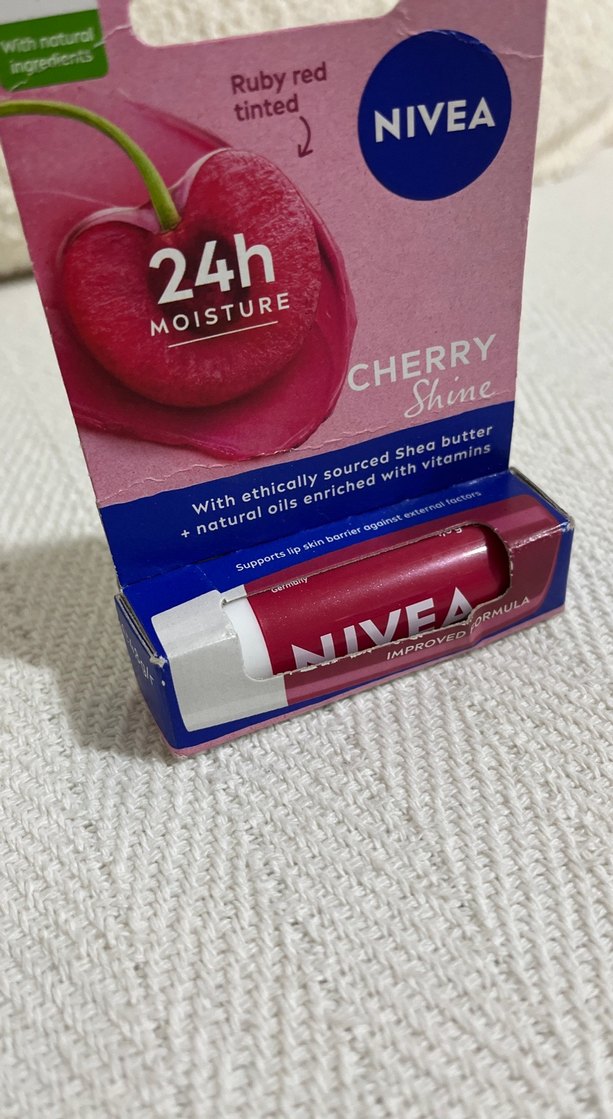 With natural
ingredients
Ruby red
tinted
NIVEA
24h
MOISTURE
CHERRY
Shine
With ethically sourced Shea butter
+ natural oils enriched with vitamins
Supports lip skin barrier against external factors
Germany
NIVEA
IMPROVED FORMULA